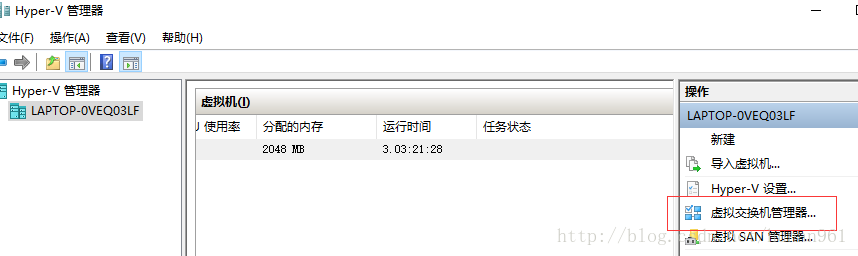 Hyper-V 管理器
文件(F) 操作(A) 查看(V) 帮助(H)
Hyper-V 管理器
LAPTOP-0VEQ03LF
虚拟机(I)
使用率 分配的内存 运行时间 任务状态
2048 MB 3.03:21:28
操作
LAPTOP-0VEQ03LF
新建
导入虚拟机...
Hyper-V 设置...
虚拟交换机管理器...
虚拟 SAN 管理器...
http://blog.